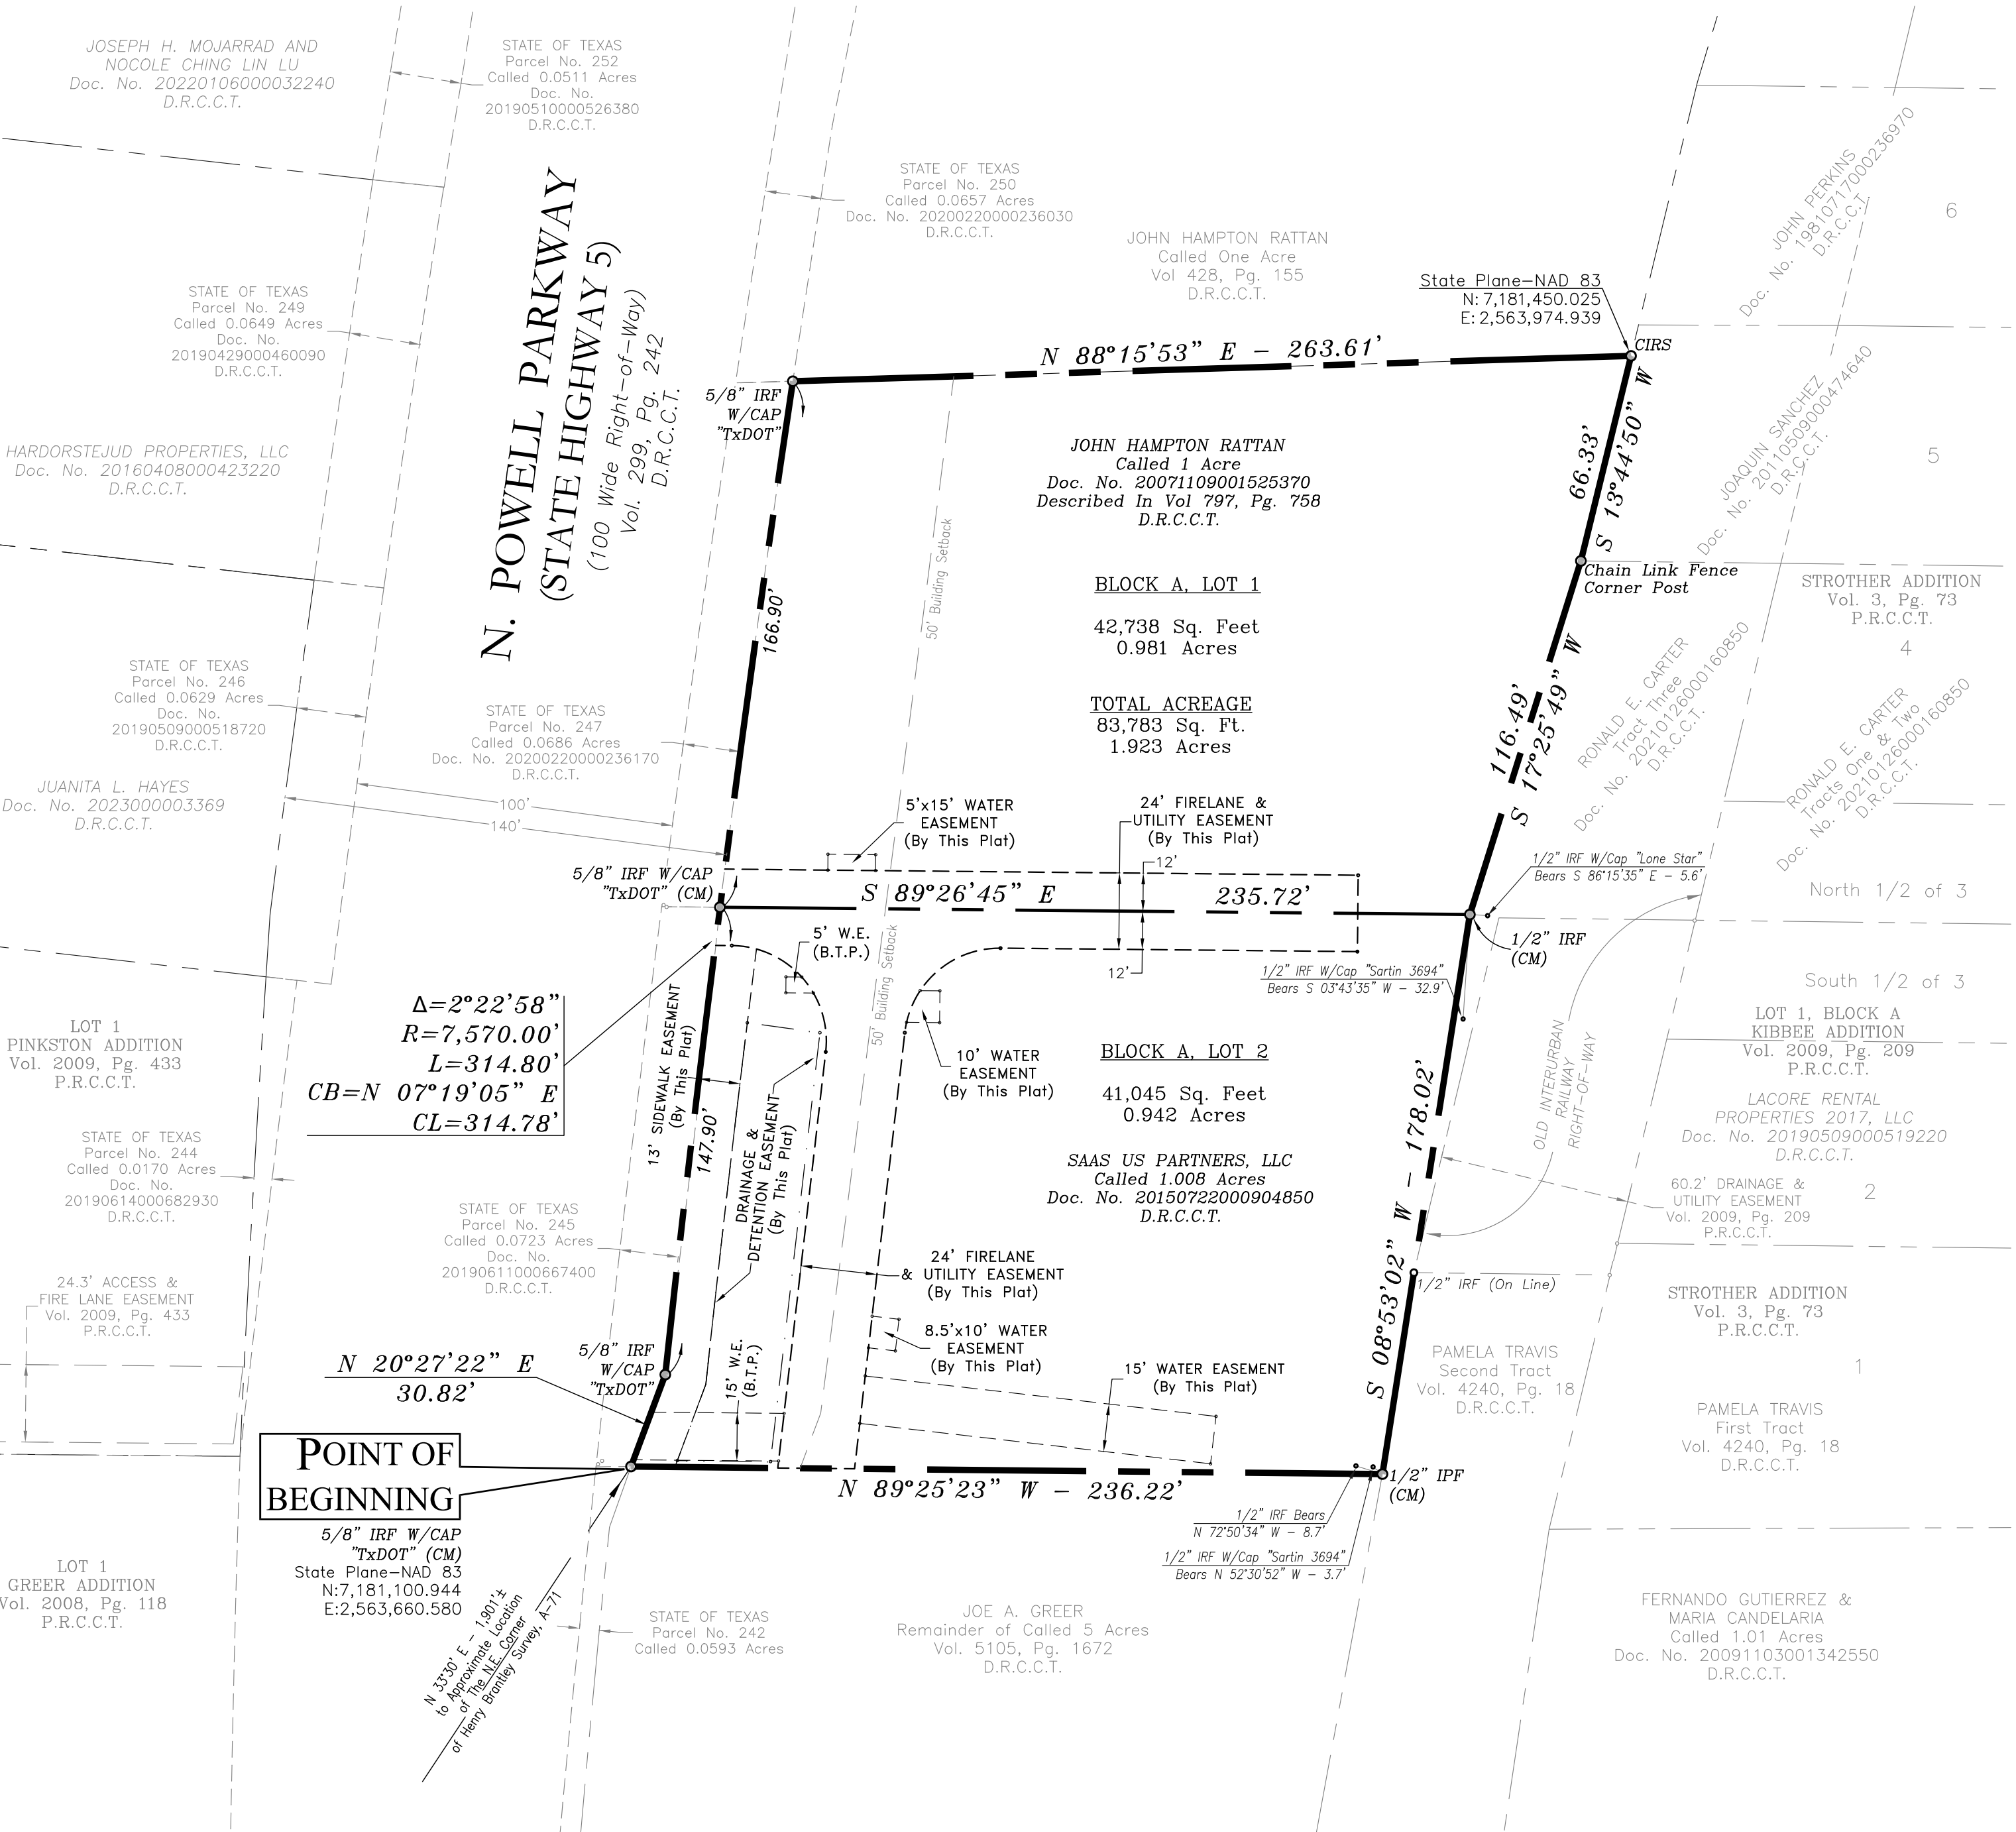 JOSEPH H. MOJARRAD AND
NOCOLE CHING LIN LU
Doc. No. 20220106000032240
D.R.C.C.T.
STATE OF TEXAS
Parcel No. 252
Called 0.0511 Acres
Doc. No.
20190510000526380
D.R.C.C.T.
STATE OF TEXAS
Parcel No. 250
Called 0.0657 Acres
Doc. No. 20200220000236030
D.R.C.C.T.
JOHN HAMPTON RATTAN
Called One Acre
Vol 428, Pg. 155
D.R.C.C.T.
State Plane-NAD 83
N: 7,181,450.025
E: 2,563,974.939
CIRS
JOHN PERKINS
Doc. No. 19810717000236970
D.R.C.C.T.
6
N. POWELL PARKWAY
(STATE HIGHWAY 5)
(100 Wide Right-of-Way)
Vol. 299, Pg. 242
D.R.C.C.T.
STATE OF TEXAS
Parcel No. 249
Called 0.0649 Acres
Doc. No.
20190429000460090
D.R.C.C.T.
N 88°15'53" E - 263.61'
5/8" IRF
W/CAP
"TxDOT"
HARDORSTEJUD PROPERTIES, LLC
Doc. No. 20160408000423220
D.R.C.C.T.
JOHN HAMPTON RATTAN
Called 1 Acre
Doc. No. 20071109001525370
Described In Vol 797, Pg. 758
D.R.C.C.T.
66.33'
S 13°44'50" W
JOAQUIN SANCHEZ
Doc. No. 20110509000474640
D.R.C.C.T.
5
50' Building Setback
BLOCK A, LOT 1
42,738 Sq. Feet
0.981 Acres
Chain Link Fence
Corner Post
STROTHER ADDITION
Vol. 3, Pg. 73
P.R.C.C.T.
4
166.90'
TOTAL ACREAGE
83,783 Sq. Ft.
1.923 Acres
116.49'
S 17°25'49" W
RONALD E. CARTER
Tract Three
Doc. No. 20210126000160850
D.R.C.C.T.
RONALD E. CARTER
Tracts One & Two
Doc. No. 20210126000160850
D.R.C.C.T.
STATE OF TEXAS
Parcel No. 246
Called 0.0629 Acres
Doc. No.
20190509000518720
D.R.C.C.T.
STATE OF TEXAS
Parcel No. 247
Called 0.0686 Acres
Doc. No. 20200220000236170
D.R.C.C.T.
JUANITA L. HAYES
Doc. No. 2023000003369
D.R.C.C.T.
100'
140'
5'x15' WATER
EASEMENT
(By This Plat)
24' FIRELANE &
UTILITY EASEMENT
(By This Plat)
12'
1/2" IRF W/Cap "Lone Star"
Bears S 86°15'35" E - 5.6'
5/8" IRF W/CAP
"TxDOT" (CM)
S 89°26'45" E
235.72'
North 1/2 of 3
5' W.E.
(B.T.P.)
12'
1/2" IRF
(CM)
1/2" IRF W/Cap "Sartin 3694"
Bears S 03°43'35" W - 32.9'
South 1/2 of 3
Δ=2°22'58"
R=7,570.00'
L=314.80'
CB=N 07°19'05" E
CL=314.78'
LOT 1
PINKSTON ADDITION
Vol. 2009, Pg. 433
P.R.C.C.T.
13' SIDEWALK EASEMENT
(By This Plat)
147.90'
50' Building Setback
10' WATER
EASEMENT
(By This Plat)
BLOCK A, LOT 2
41,045 Sq. Feet
0.942 Acres
178.02'
OLD INTERURBAN
RAILWAY
RIGHT-OF-WAY
LOT 1, BLOCK A
KIBBEE ADDITION
Vol. 2009, Pg. 209
P.R.C.C.T.
LACORE RENTAL
PROPERTIES 2017, LLC
Doc. No. 20190509000519220
D.R.C.C.T.
STATE OF TEXAS
Parcel No. 244
Called 0.0170 Acres
Doc. No.
20190614000682930
D.R.C.C.T.
DRAINAGE &
DETENTION EASEMENT
(By This Plat)
SAAS US PARTNERS, LLC
Called 1.008 Acres
Doc. No. 20150722000904850
D.R.C.C.T.
60.2' DRAINAGE &
UTILITY EASEMENT
Vol. 2009, Pg. 209
P.R.C.C.T.
2
STATE OF TEXAS
Parcel No. 245
Called 0.0723 Acres
Doc. No.
20190611000667400
D.R.C.C.T.
24' FIRELANE
& UTILITY EASEMENT
(By This Plat)
S 08°53'02" W -
1/2" IRF (On Line)
24.3' ACCESS &
FIRE LANE EASEMENT
Vol. 2009, Pg. 433
P.R.C.C.T.
STROTHER ADDITION
Vol. 3, Pg. 73
P.R.C.C.T.
1
8.5'x10' WATER
EASEMENT
(By This Plat)
N 20°27'22" E
30.82'
5/8" IRF
W/CAP
"TxDOT"
15' W.E.
(B.T.P.)
15' WATER EASEMENT
(By This Plat)
PAMELA TRAVIS
Second Tract
Vol. 4240, Pg. 18
D.R.C.C.T.
PAMELA TRAVIS
First Tract
Vol. 4240, Pg. 18
D.R.C.C.T.
POINT OF
BEGINNING
N 89°25'23" W - 236.22'
1/2" IPF
(CM)
1/2" IRF Bears
N 72°50'34" W - 8.7'
1/2" IRF W/Cap "Sartin 3694"
Bears N 52°30'52" W - 3.7'
5/8" IRF W/CAP
"TxDOT" (CM)
State Plane-NAD 83
N:7,181,100.944
E:2,563,660.580
LOT 1
GREER ADDITION
Vol. 2008, Pg. 118
P.R.C.C.T.
N 33°30' E - 1,901'±
to Approximate Location
of The N.E. Corner
of Henry Brantley Survey, A-71
STATE OF TEXAS
Parcel No. 242
Called 0.0593 Acres
JOE A. GREER
Remainder of Called 5 Acres
Vol. 5105, Pg. 1672
D.R.C.C.T.
FERNANDO GUTIERREZ &
MARIA CANDELARIA
Called 1.01 Acres
Doc. No. 20091103001342550
D.R.C.C.T.